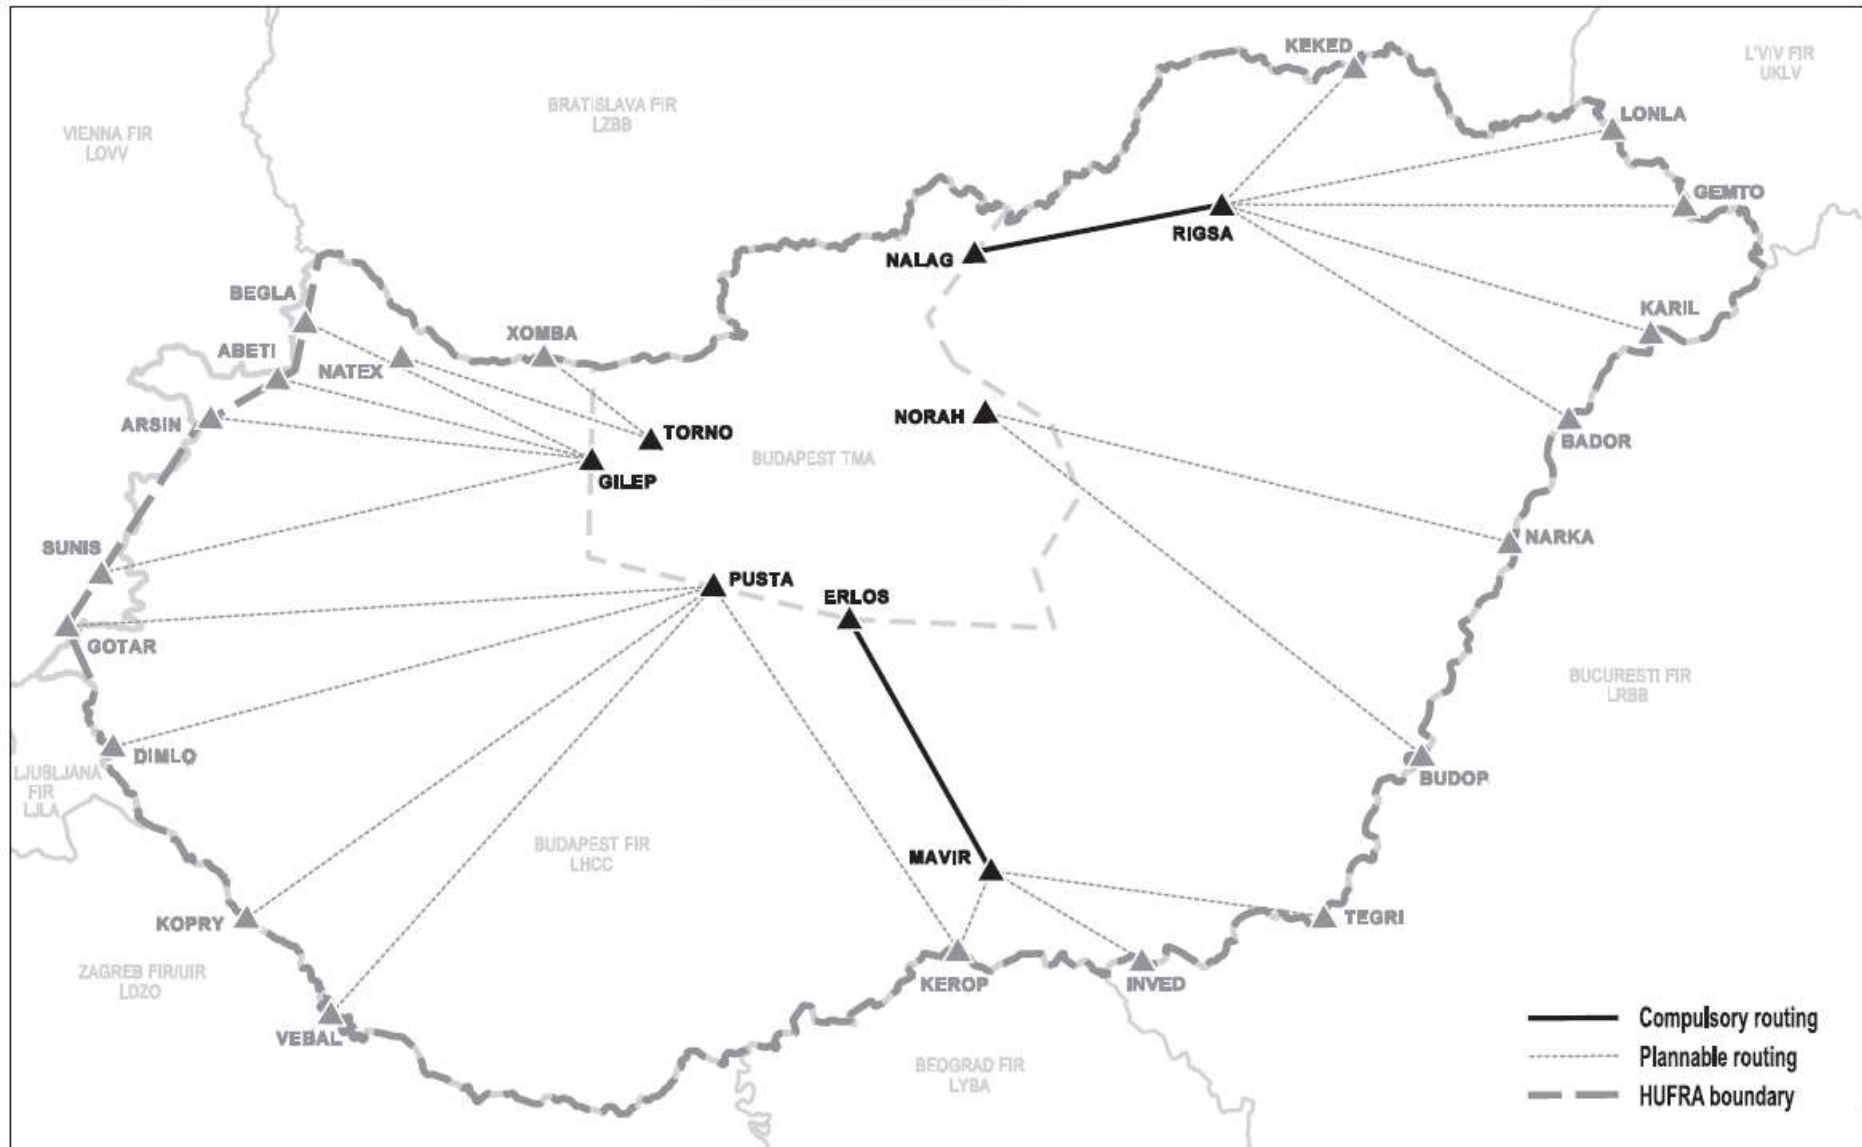 KEKED
L'VIV FIR
UKLV
BRATISLAVA FIR
LZBB
LONLA
VIENNA FIR
LOVV
GEMTO
RIGSA
NALAG
BEGLA
KARIL
XOMBA
ABETI
NATEX
NORAH
ARSIN
TORNO
BADOR
BUDAPEST TMA
GILEP
NARKA
SUNIS
PUSTA
ERLOS
GOTAR
BUCURESTI FIR
LRBB
DIMLO
LJUBLJANA
FIR
LJLA
BUDOP
BUDAPEST FIR
LHCC
MAVIR
KOPRY
TEGRI
ZAGREB FIR/UIR
LDZO
KEROP
INVED
VEBAL
BEOGRAD FIR
LYBA
Compulsory routing
Plannable routing
HUFRA boundary